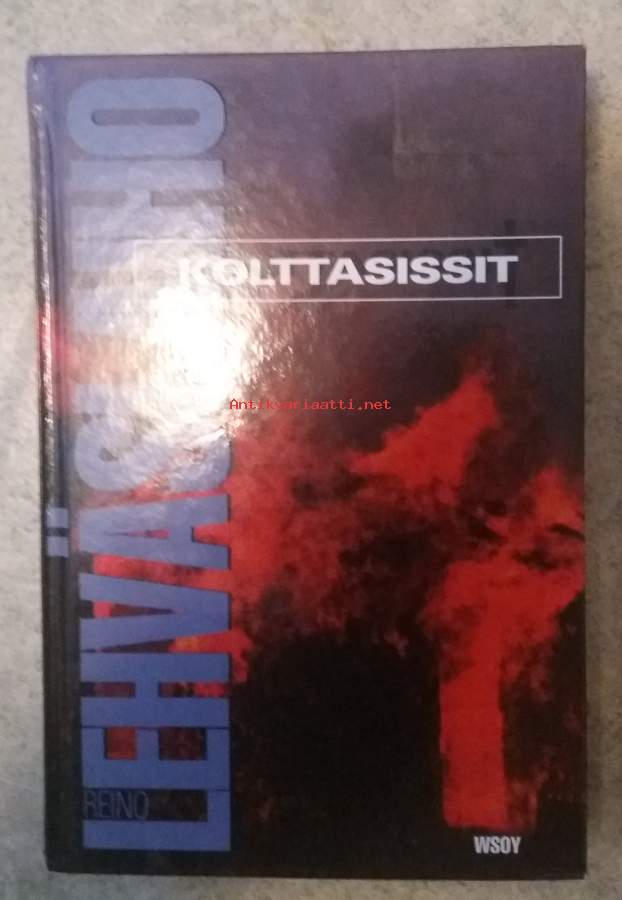 KOLTTASISSIT
Antikvariaatti.net
REINO
LEHVÄSLAIHO
WSOY